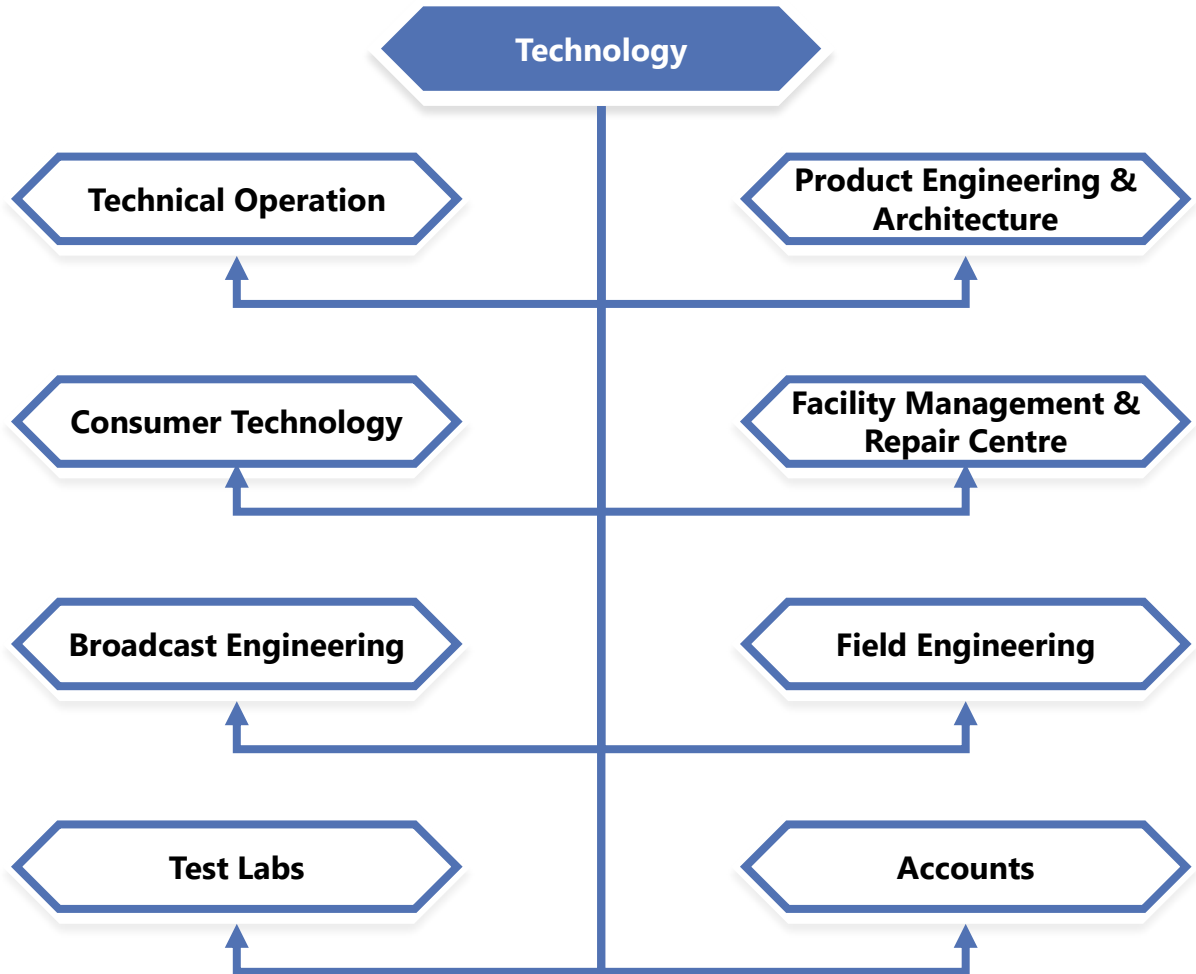 Technology
Technical Operation
Product Engineering &
Architecture
Consumer Technology
Facility Management &
Repair Centre
Broadcast Engineering
Field Engineering
Test Labs
Accounts